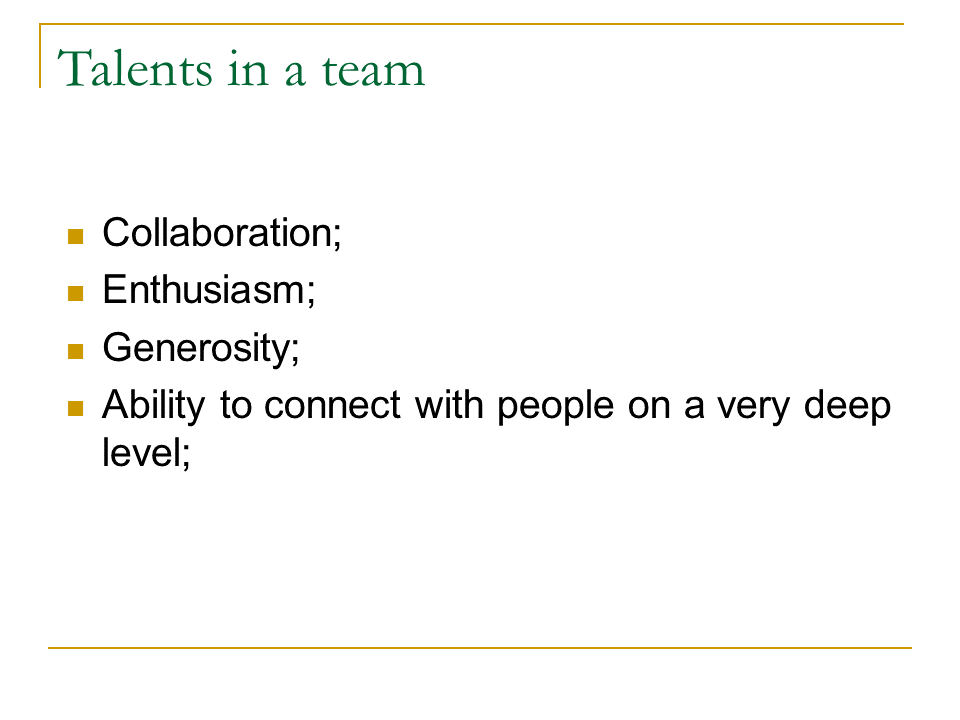 Talents in a team
Collaboration;
Enthusiasm;
Generosity;
Ability to connect with people on a very deep
level;